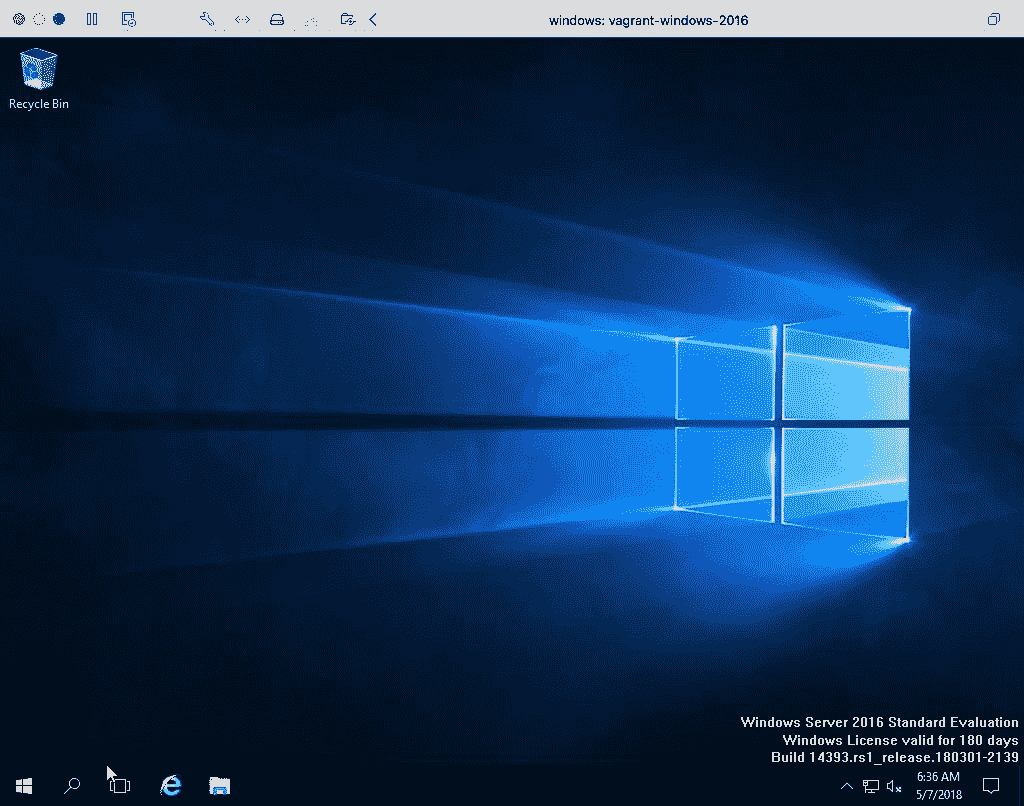 windows: vagrant-windows-2016
Recycle Bin
Windows Server 2016 Standard Evaluation
Windows License valid for 180 days
Build 14393.rs1_release.180301-2139
6:36 AM
5/7/2018